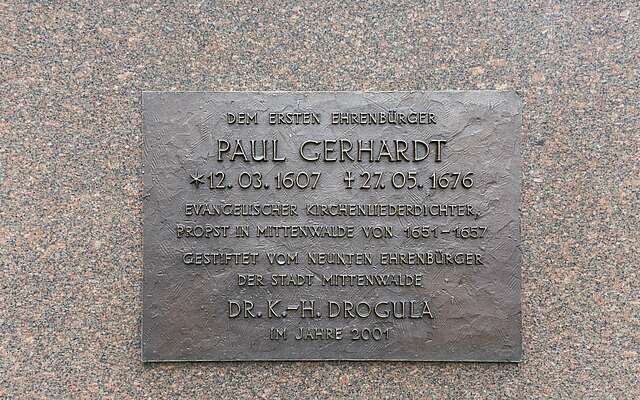 DEM ERSTEN EHRENBÜRGER
PAUL GERHARDT
*12.03.1607 ✝27.05.1676
EVANGELISCHER KIRCHENLIEDERDICHTER,
PROPST IN MITTENWALDE VON 1651–1657
GESTIFTET VOM NEUNTEN EHRENBÜRGER
DER STADT MITTENWALDE
DR. K.-H. DROGULA
IM JAHRE 2001